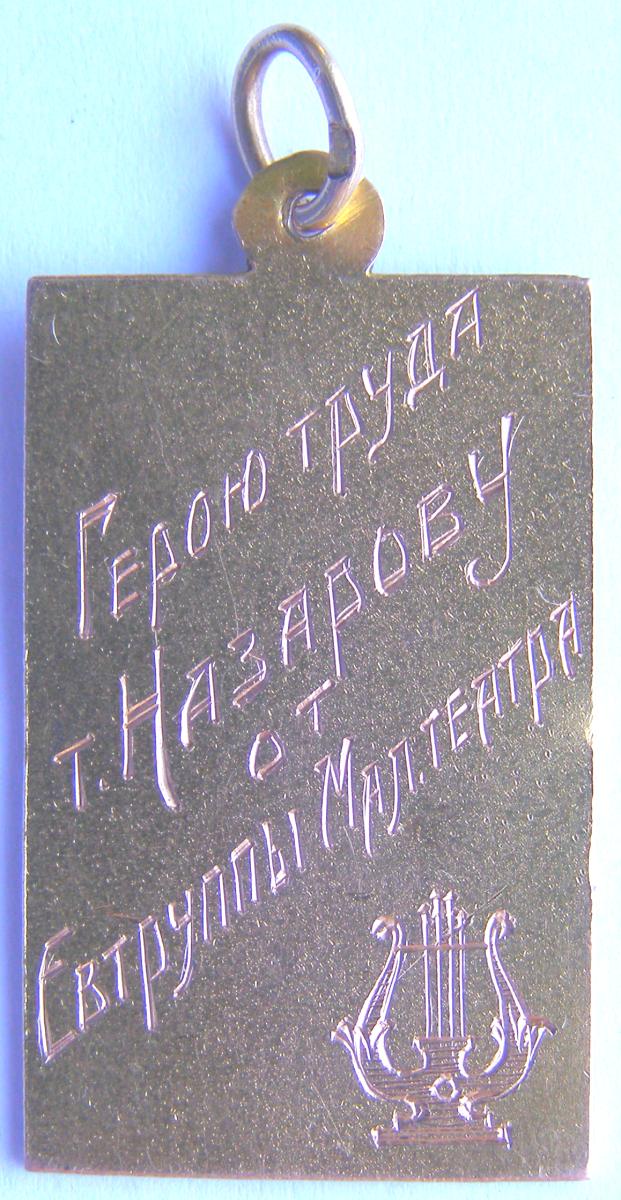 Герою труда
т. Назарову
от
Евтруппы Мал. театра